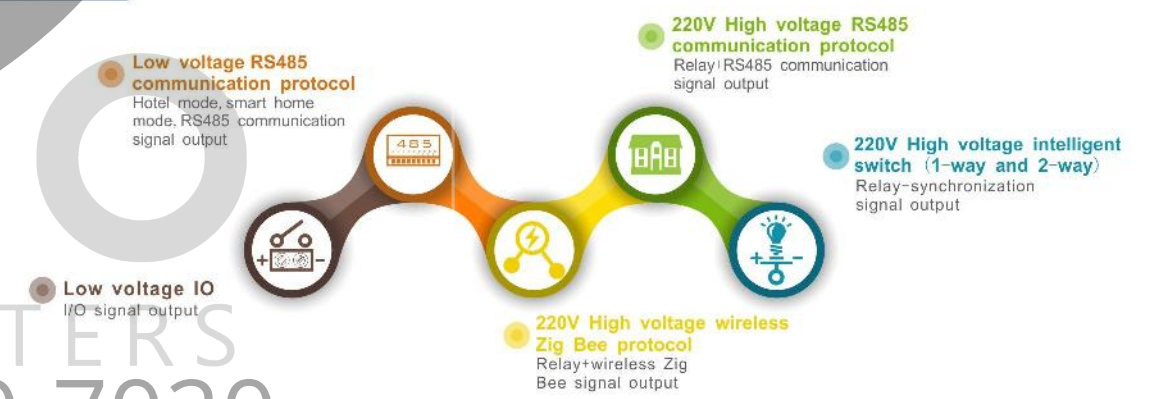 Low voltage RS485
communication protocol
Hotel mode, smart home
mode, RS485 communication
signal output
220V High voltage RS485
communication protocol
Relay RS485 communication
signal output
485
220V High voltage intelligent
switch (1-way and 2-way)
Relay-synchronization
signal output
+ -
+ -
Low voltage IO
I/O signal output
TERS
7020
220V High voltage wireless
Zig Bee protocol
Relay+wireless Zig
Bee signal output